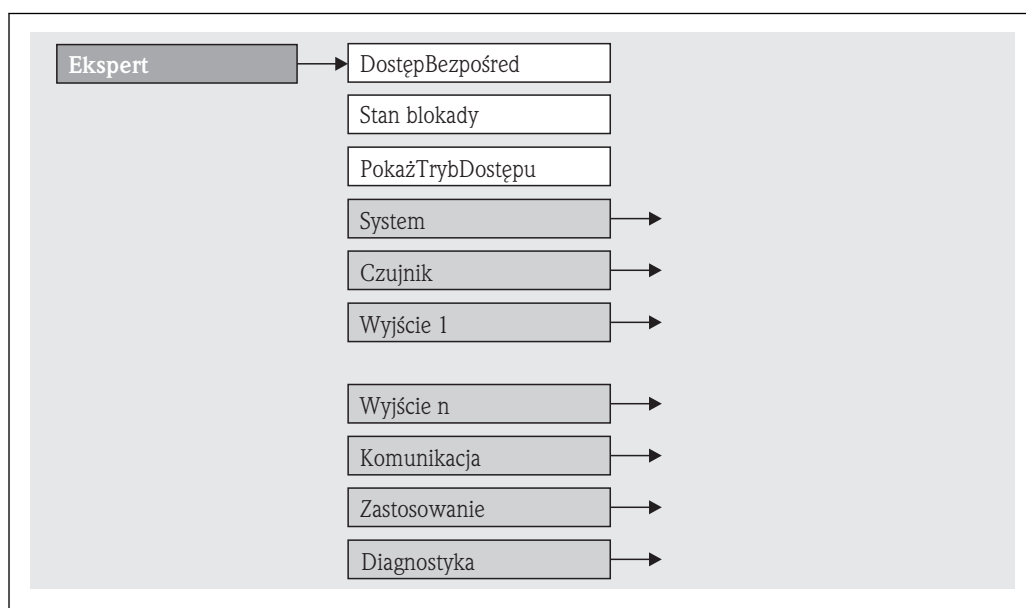 Ekspert
DostępBezpośred
Stan blokady
PokażTrybDostępu
System
Czujnik
Wyjście 1
Wyjście n
Komunikacja
Zastosowanie
Diagnostyka